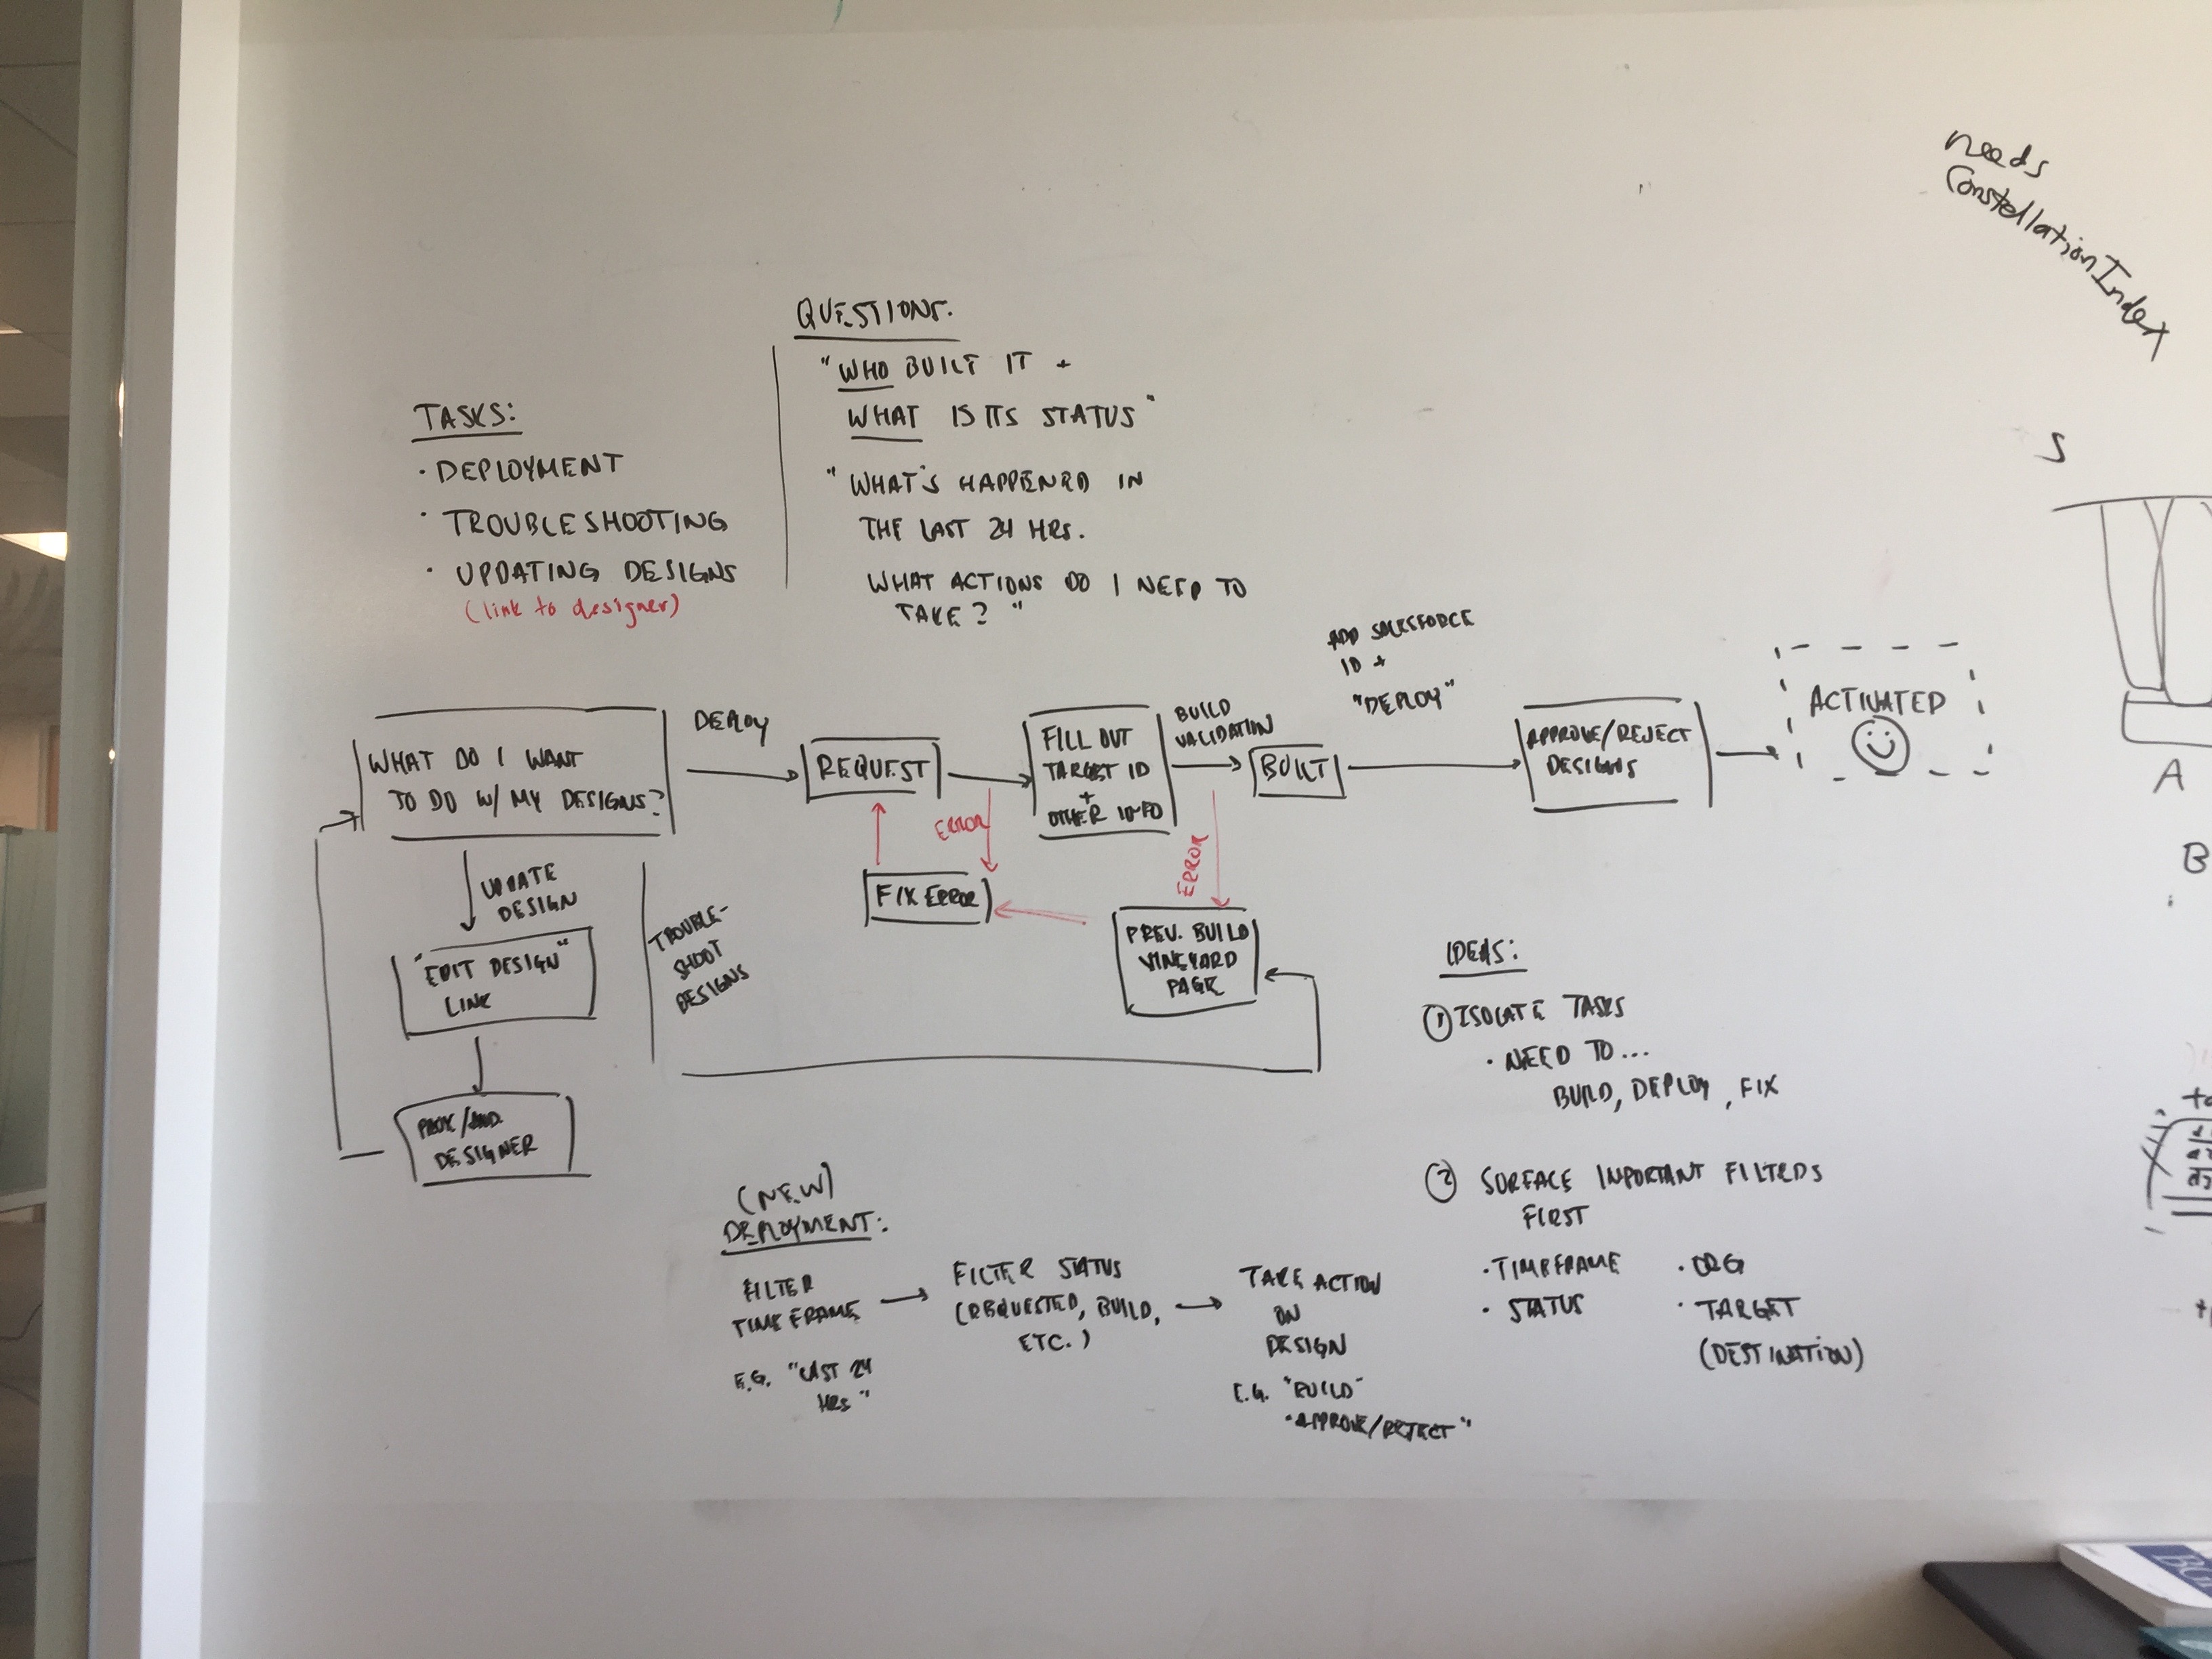 needs
Constellation Index
QUESTIONS:
"WHO BUILT IT +
WHAT IS ITS STATUS"
"WHAT'S HAPPENED IN
THE LAST 24 HRS.
WHAT ACTIONS DO I NEED TO
TAKE? "
TASKS:
· DEPLOYMENT
· TROUBLESHOOTING
· UPDATING DESIGNS
(link to designer)
WHAT DO I WANT
TO DO W/ MY DESIGNS?
DEPLOY
REQUEST
FILL OUT
TARGET ID
+
OTHER INFO
BUILD
VALIDATION
BUILT
ADD SALESFORCE
ID +
"DEPLOY"
APPROVE/REJECT
DESIGNS
ACTIVATED
ERROR
FIX ERROR
ERROR
PREV. BUILD
VINEYARD
PAGE
UPDATE
DESIGN
"EDIT DESIGN"
LINK
DESIGNER
TROUBLE-
SHOOT
DESIGNS
(NEW)
DEPLOYMENT:
FILTER
TIMEFRAME
E.G. "LAST 24
HRS"
FILTER STATUS
(REQUESTED, BUILD,
ETC.)
TAKE ACTION
ON
DESIGN
E.G. "BUILD"
"APPROVE/REJECT"
IDEAS:
① ISOLATE TASKS
· NEED TO...
BUILD, DEPLOY, FIX
② SURFACE IMPORTANT FILTERS
FIRST
· TIMEFRAME
· STATUS
· ORG
· TARGET
(DESTINATION)
S
A
B